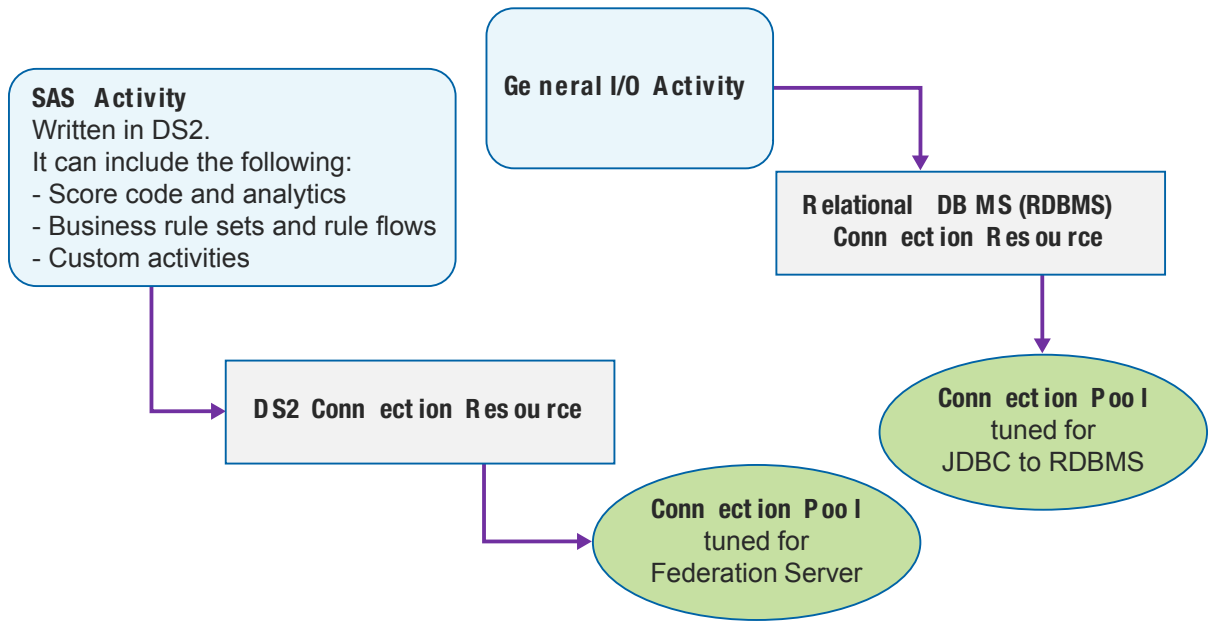 SAS Activity
Written in DS2.
It can include the following:
- Score code and analytics
- Business rule sets and rule flows
- Custom activities
General I/O Activity
Relational DBMS (RDBMS)
Connection Resource
DS2 Connection Resource
Connection Pool
tuned for
JDBC to RDBMS
Connection Pool
tuned for
Federation Server